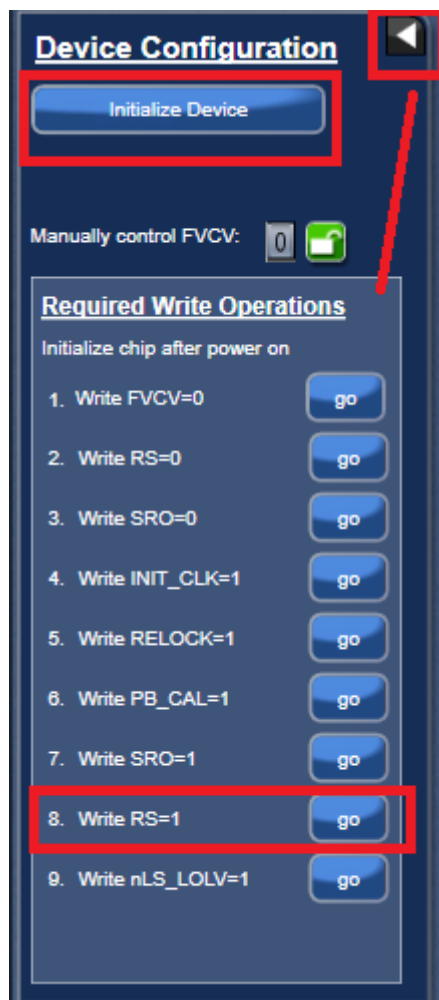 Device Configuration
Initialize Device
Manually control FVCV: 0
Required Write Operations
Initialize chip after power on
1. Write FVCV=0 go
2. Write RS=0 go
3. Write SRO=0 go
4. Write INIT_CLK=1 go
5. Write RELOCK=1 go
6. Write PB_CAL=1 go
7. Write SRO=1 go
8. Write RS=1 go
9. Write nLS_LOLV=1 go